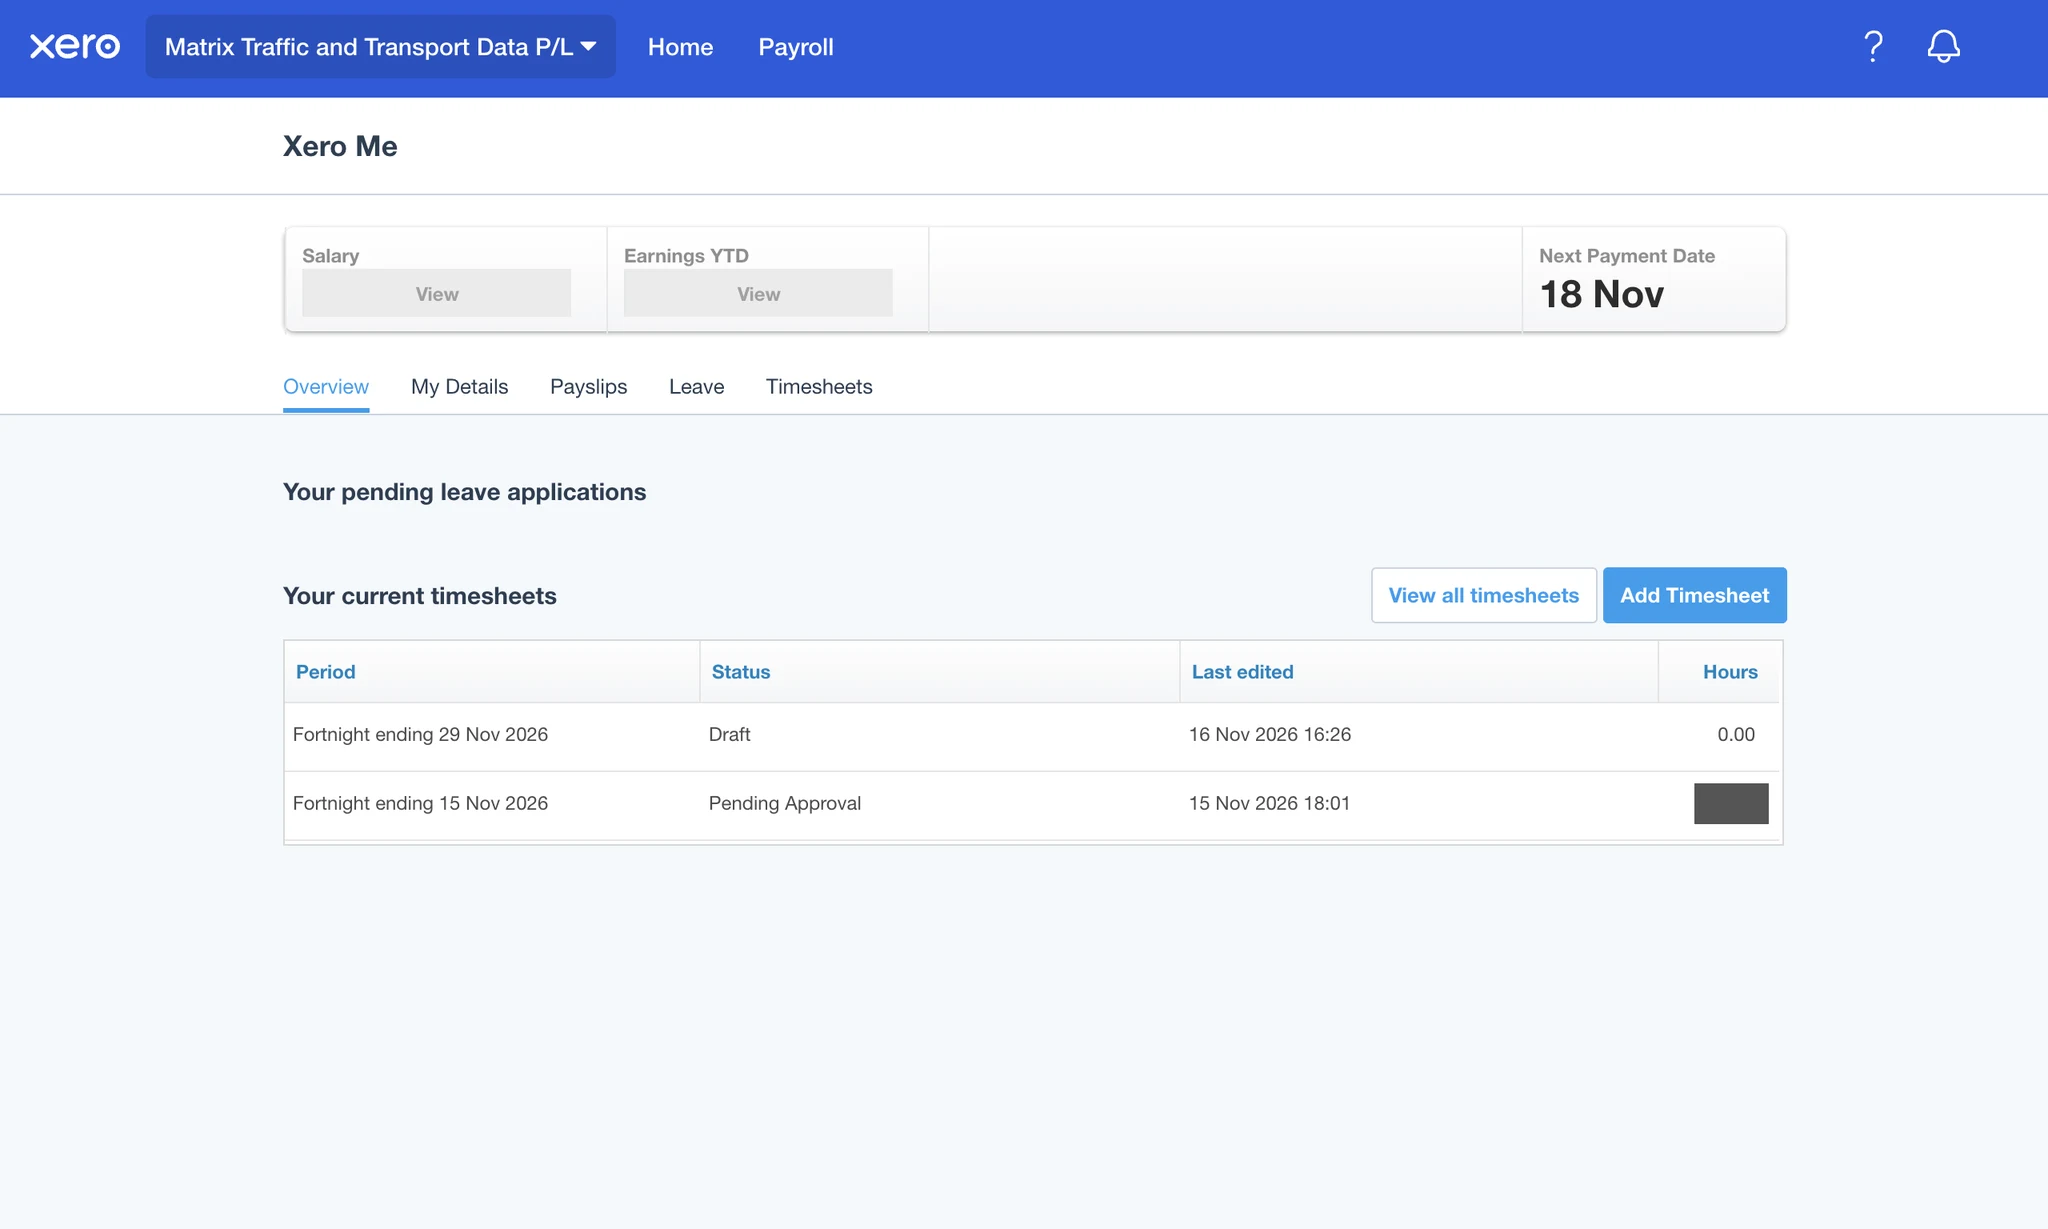 xero Matrix Traffic and Transport Data P/L Home Payroll ?
Xero Me
Salary Earnings YTD Next Payment Date
View View 18 Nov
Overview My Details Payslips Leave Timesheets
Your pending leave applications
Your current timesheets View all timesheets Add Timesheet
Period Status Last edited Hours
Fortnight ending 29 Nov 2026 Draft 16 Nov 2026 16:26 0.00
Fortnight ending 15 Nov 2026 Pending Approval 15 Nov 2026 18:01